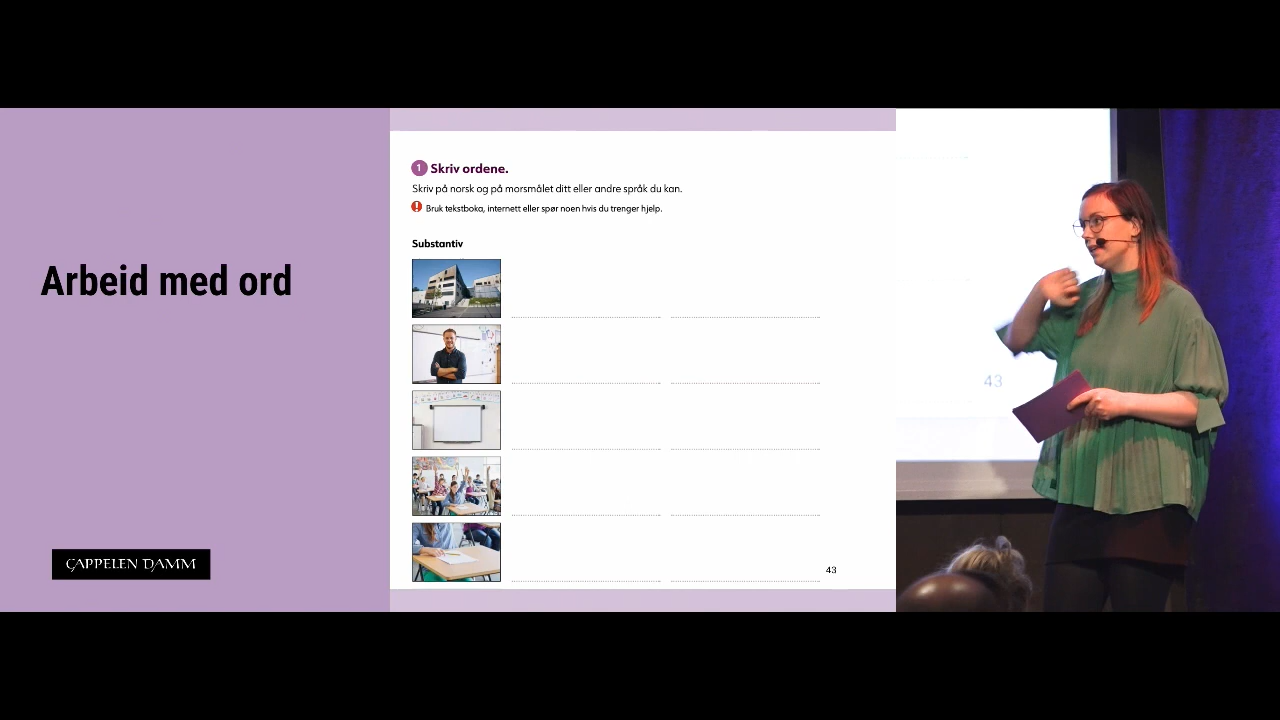 Arbeid med ord
CAPPELEN DAMM
1 Skriv ordene.
Skriv på norsk og på morsmålet ditt eller andre språk du kan.
! Bruk tekstboka, internett eller spør noen hvis du trenger hjelp.
Substantiv
43
43